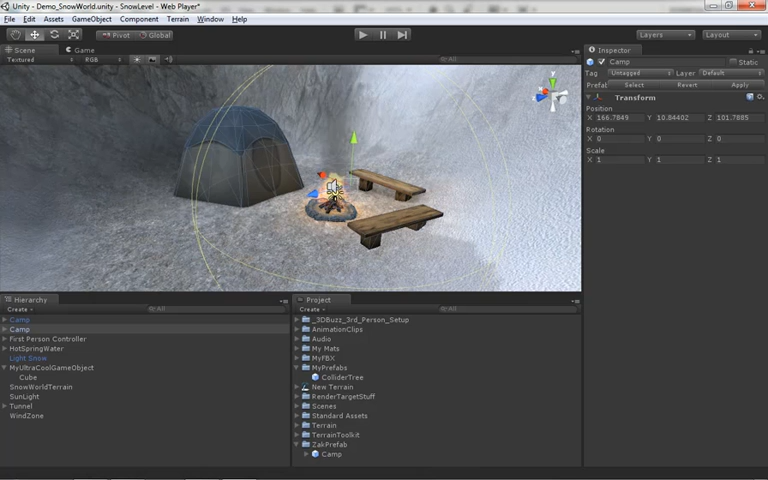 Unity - Demo_SnowWorld.unity - SnowLevel - Web Player*
File Edit Assets GameObject Component Terrain Window Help
Pivot Global Layers Layout
Scene Game
Textured RGB All
y
Inspector
Camp Static
Tag Untagged Layer Default
Prefab Select Revert Apply
Transform
Position
X 166.7849 Y 10.84402 Z 101.7885
Rotation
X 0 Y 0 Z 0
Scale
X 1 Y 1 Z 1
Hierarchy
Create All
Camp
Camp
First Person Controller
HotSpringWater
Light Snow
MyUltraCoolGameObject
Cube
SnowWorldTerrain
SunLight
Tunnel
WindZone
Project
Create All
_3DBuzz_3rd_Person_Setup
AnimationClips
Audio
My Mats
MyFBX
MyPrefabs
ColliderTree
New Terrain
RenderTargetStuff
Scenes
Standard Assets
Terrain
TerrainToolkit
ZakPrefab
Camp